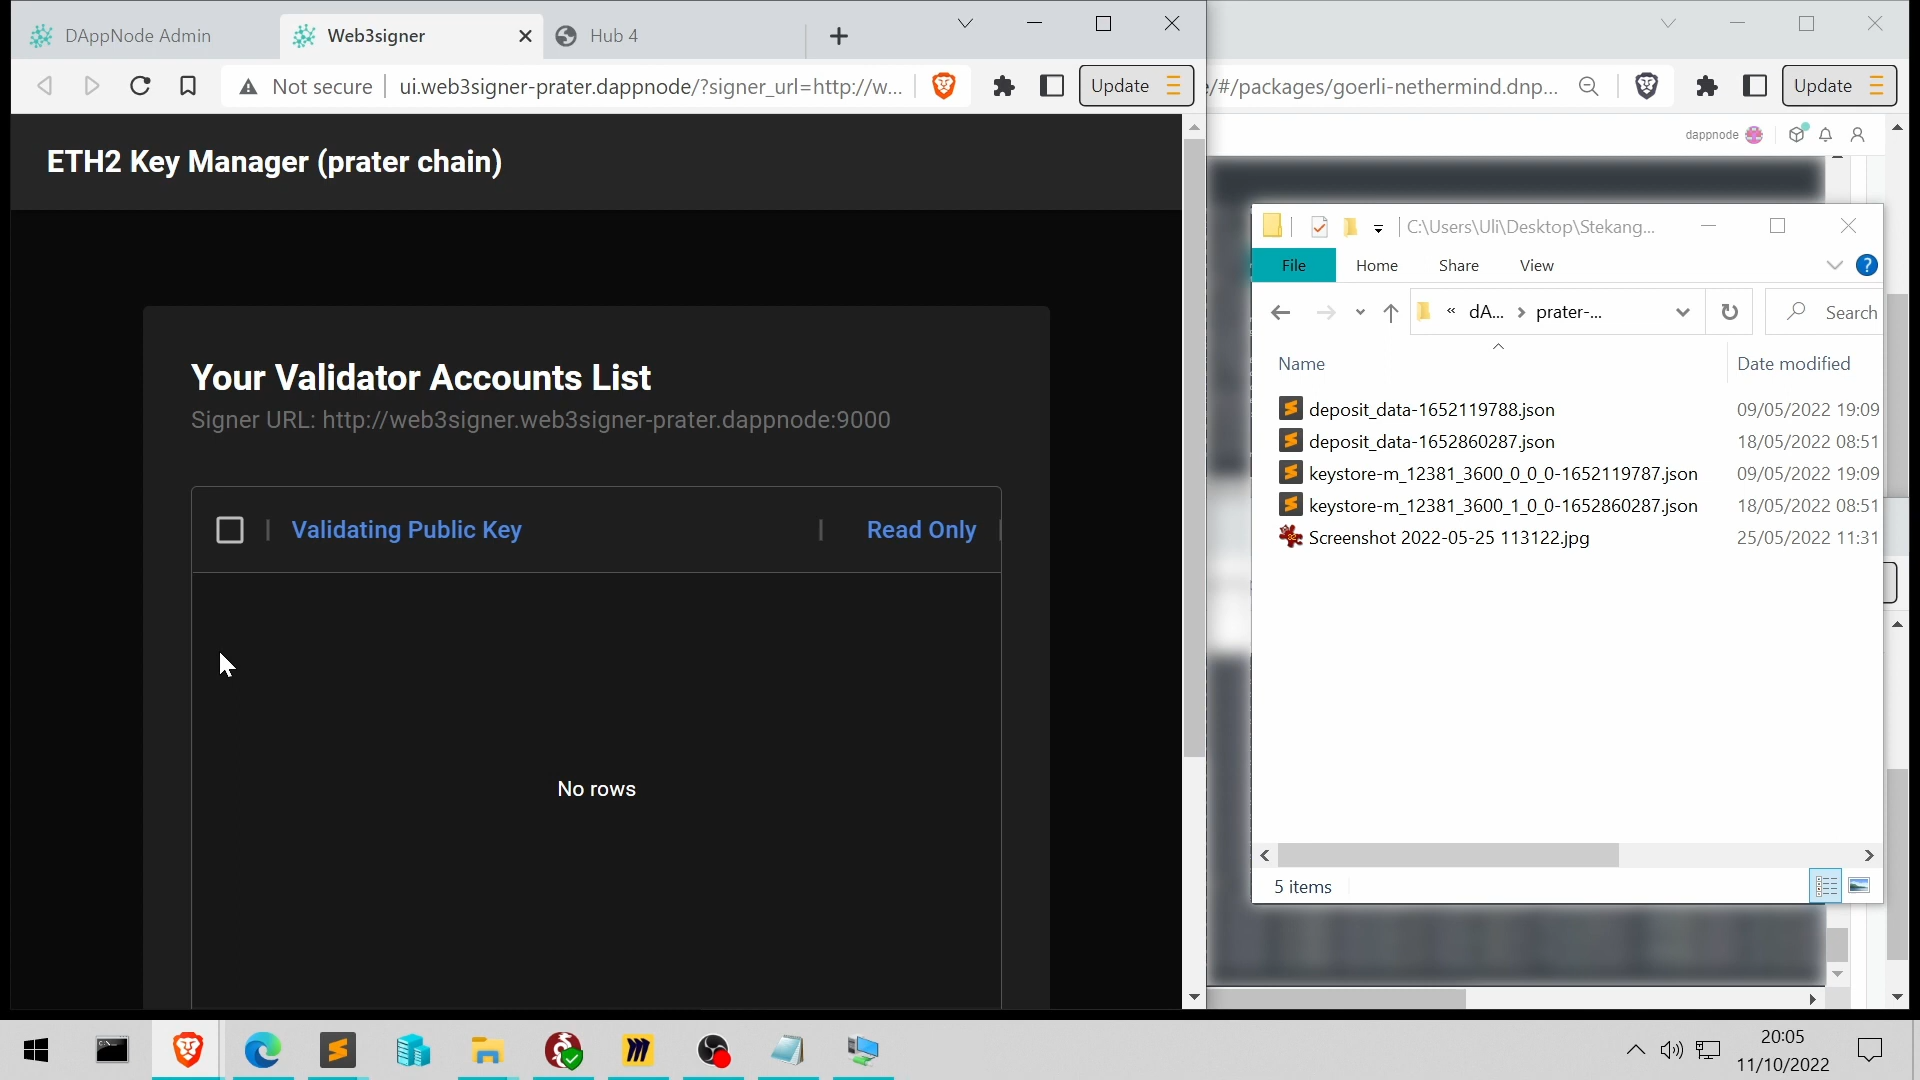 DAppNode Admin
Web3signer
Hub 4
Not secure
ui.web3signer-prater.dappnode/?signer_url=http://w...
Update
/#/packages/goerli-nethermind.dnp...
Update
dappnode
ETH2 Key Manager (prater chain)
Your Validator Accounts List
Signer URL: http://web3signer.web3signer-prater.dappnode:9000
Validating Public Key
Read Only
No rows
C:\Users\Uli\Desktop\Stekang...
File
Home
Share
View
?
« dA... > prater-...
Search
Name
Date modified
deposit_data-1652119788.json 09/05/2022 19:09
deposit_data-1652860287.json 18/05/2022 08:51
keystore-m_12381_3600_0_0_0-1652119787.json 09/05/2022 19:09
keystore-m_12381_3600_1_0_0-1652860287.json 18/05/2022 08:51
Screenshot 2022-05-25 113122.jpg 25/05/2022 11:31
5 items
20:05
11/10/2022